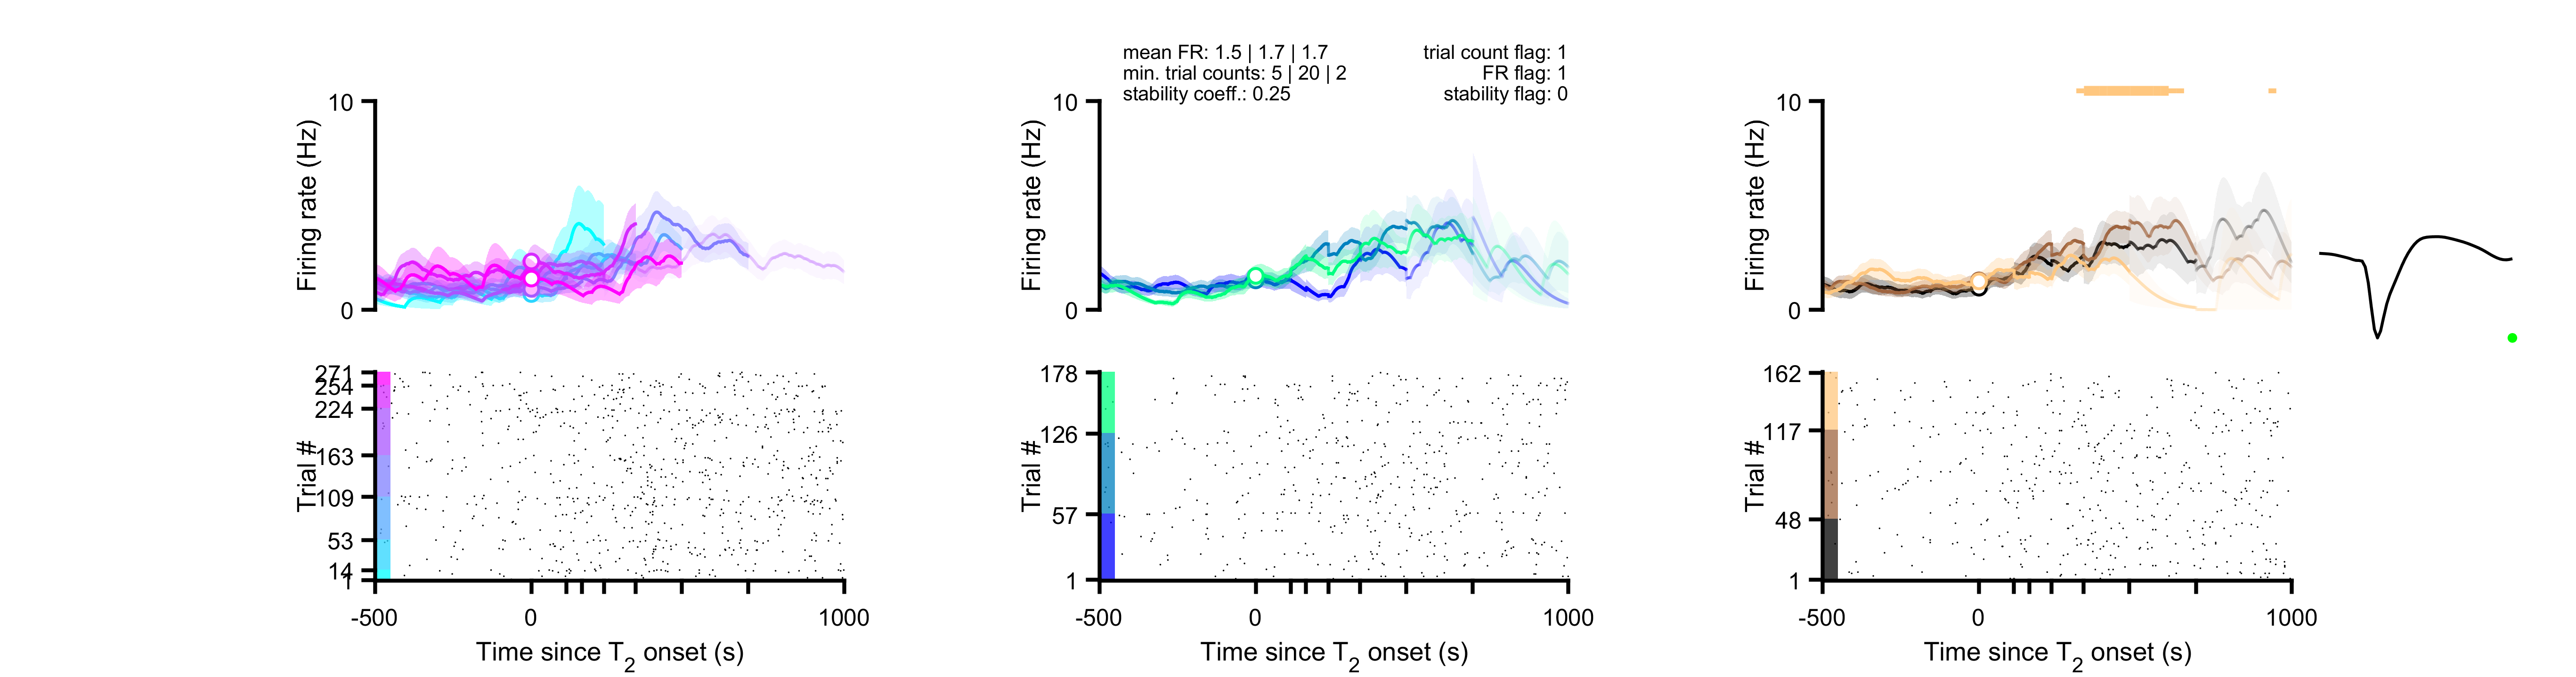 mean FR: 1.5 | 1.7 | 1.7
min. trial counts: 5 | 20 | 2
stability coeff.: 0.25
trial count flag: 1
FR flag: 1
stability flag: 0
10
Firing rate (Hz)
0
10
Firing rate (Hz)
0
10
Firing rate (Hz)
0
271
254
224
163
109
53
14
1
Trial #
-500
0
1000
Time since T2 onset (s)
178
126
57
1
Trial #
-500
0
1000
Time since T2 onset (s)
162
117
48
1
Trial #
-500
0
1000
Time since T2 onset (s)